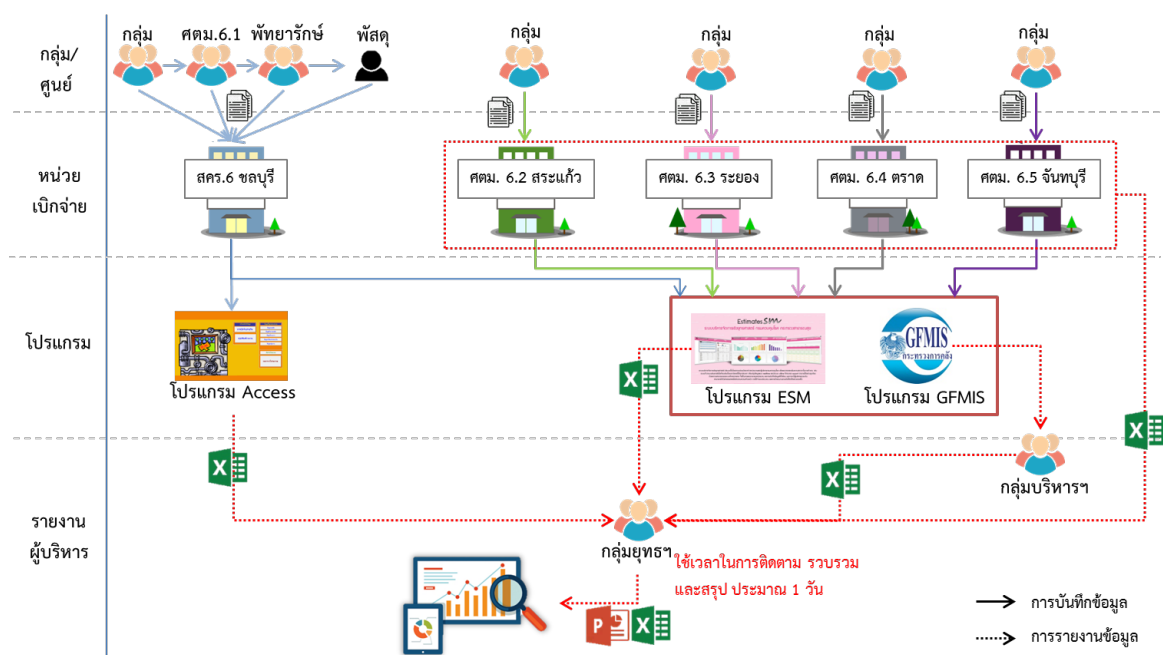 กลุ่ม/
ศูนย์
กลุ่ม
ศตม.6.1
พัทยารักษ์
พัสดุ
กลุ่ม
กลุ่ม
กลุ่ม
กลุ่ม
หน่วย
เบิกจ่าย
สคร.6 ชลบุรี
ศตม. 6.2 สระแก้ว
ศตม. 6.3 ระยอง
ศตม. 6.4 ตราด
ศตม. 6.5 จันทบุรี
โปรแกรม
Estimates SM
GFMIS
กระทรวงการคลัง
โปรแกรม Access
โปรแกรม ESM
โปรแกรม GFMIS
X
X
X
X
รายงาน
ผู้บริหาร
กลุ่มบริหารฯ
กลุ่มยุทธฯ
ใช้เวลาในการติดตาม รวบรวม
และสรุป ประมาณ 1 วัน
P
X
การบันทึกข้อมูล
การรายงานข้อมูล